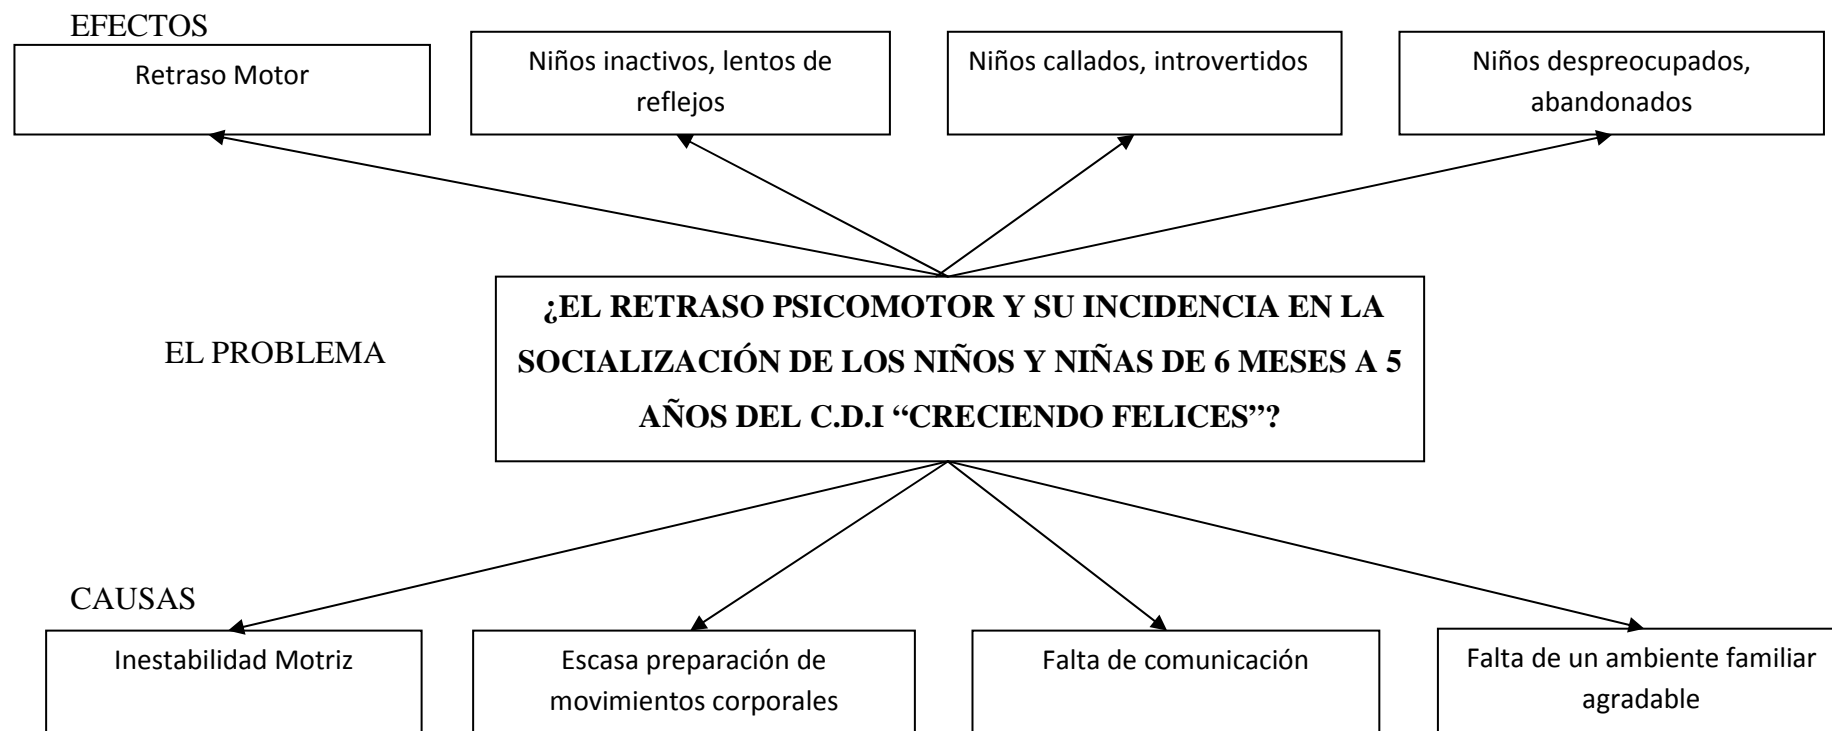 EFECTOS
Retraso Motor
Niños inactivos, lentos de
reflejos
Niños callados, introvertidos
Niños despreocupados,
abandonados
EL PROBLEMA
¿EL RETRASO PSICOMOTOR Y SU INCIDENCIA EN LA
SOCIALIZACIÓN DE LOS NIÑOS Y NIÑAS DE 6 MESES A 5
AÑOS DEL C.D.I “CRECIENDO FELICES”?
CAUSAS
Inestabilidad Motriz
Escasa preparación de
movimientos corporales
Falta de comunicación
Falta de un ambiente familiar
agradable